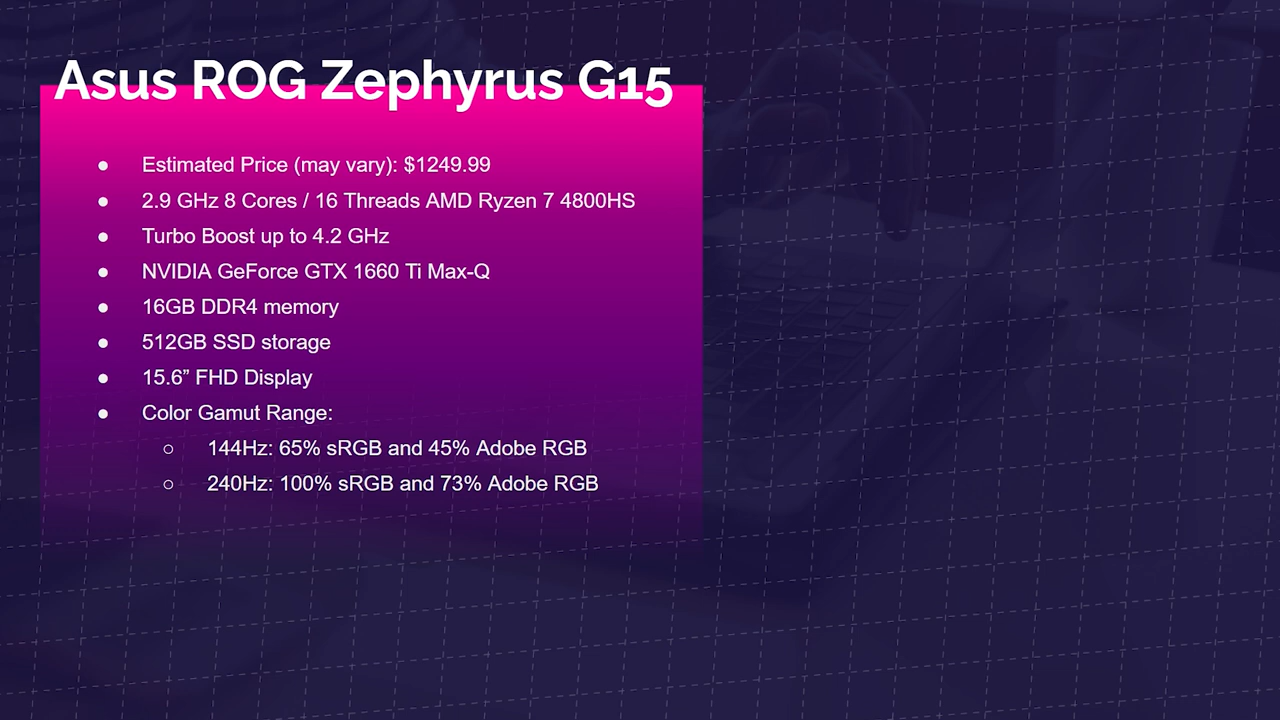 Asus ROG Zephyrus G15
● Estimated Price (may vary): $1249.99
● 2.9 GHz 8 Cores / 16 Threads AMD Ryzen 7 4800HS
● Turbo Boost up to 4.2 GHz
● NVIDIA GeForce GTX 1660 Ti Max-Q
● 16GB DDR4 memory
● 512GB SSD storage
● 15.6” FHD Display
● Color Gamut Range:
○ 144Hz: 65% sRGB and 45% Adobe RGB
○ 240Hz: 100% sRGB and 73% Adobe RGB